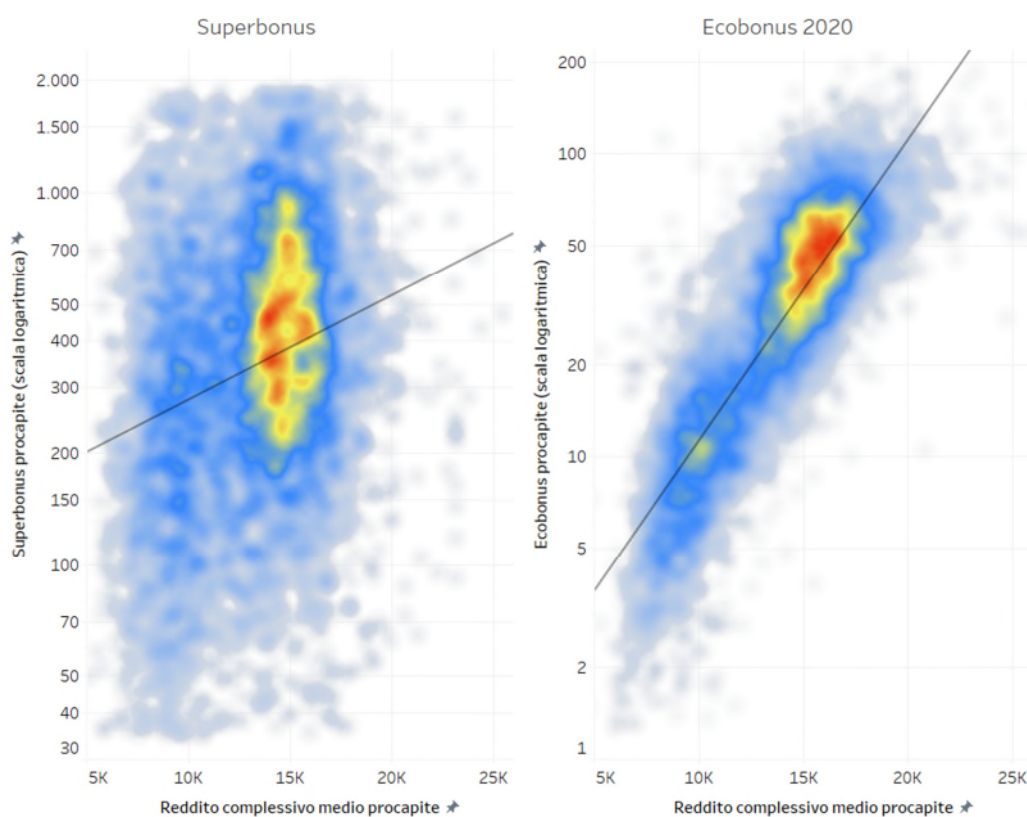 Superbonus
Superbonus procapite (scala logaritmica)
2.000
1.500
1.000
700
500
400
300
200
150
100
70
50
40
30
5K 10K 15K 20K 25K
Reddito complessivo medio procapite
Ecobonus 2020
Ecobonus procapite (scala logaritmica)
200
100
50
20
10
5
2
1
5K 10K 15K 20K 25K
Reddito complessivo medio procapite